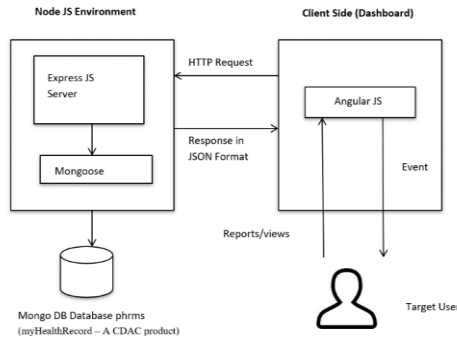 Node JS Environment
Client Side (Dashboard)
Express JS
Server
HTTP Request
Angular JS
Response in
JSON Format
Mongoose
Event
Reports/views
Mongo DB Database phrms
(myHealthRecord – A CDAC product)
Target User